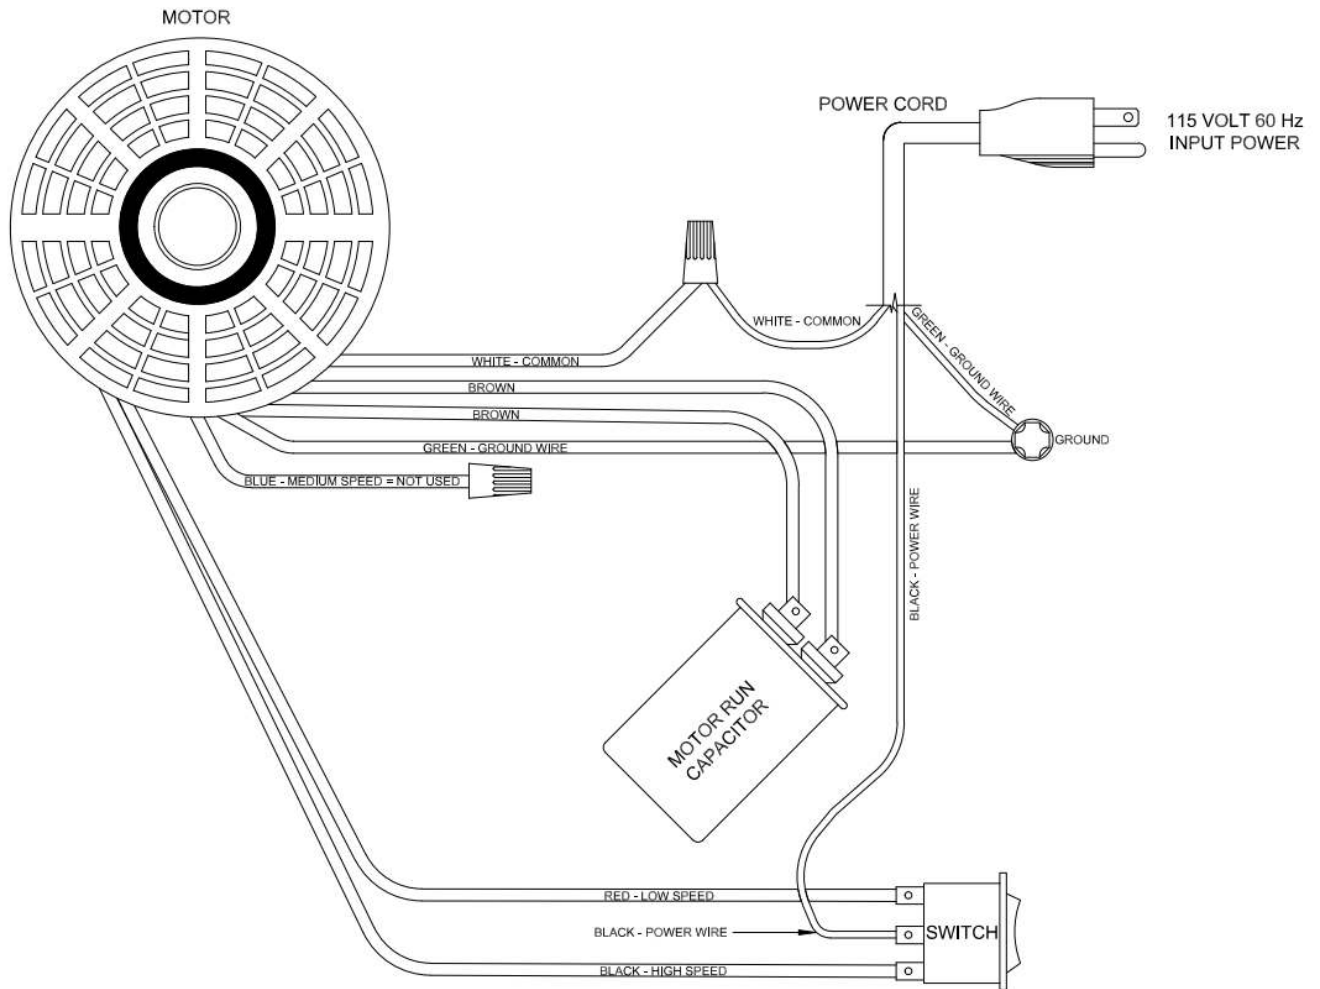 MOTOR
POWER CORD
115 VOLT 60 Hz
INPUT POWER
WHITE - COMMON
GREEN - GROUND WIRE
WHITE - COMMON
BROWN
BROWN
GREEN - GROUND WIRE
GROUND
BLUE - MEDIUM SPEED = NOT USED
BLACK - POWER WIRE
MOTOR RUN
CAPACITOR
RED - LOW SPEED
BLACK - POWER WIRE
SWITCH
BLACK - HIGH SPEED